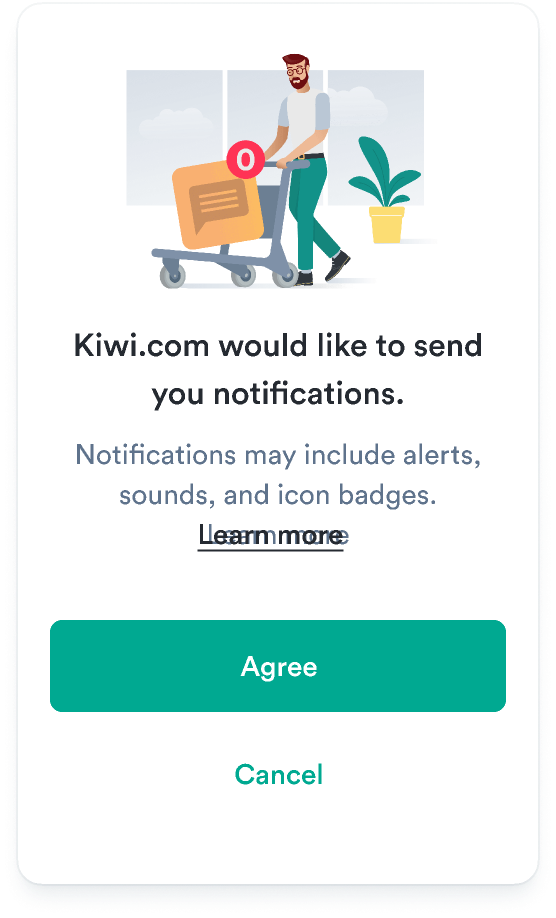 0
Kiwi.com would like to send
you notifications.
Notifications may include alerts,
sounds, and icon badges.
Learn more
Agree
Cancel